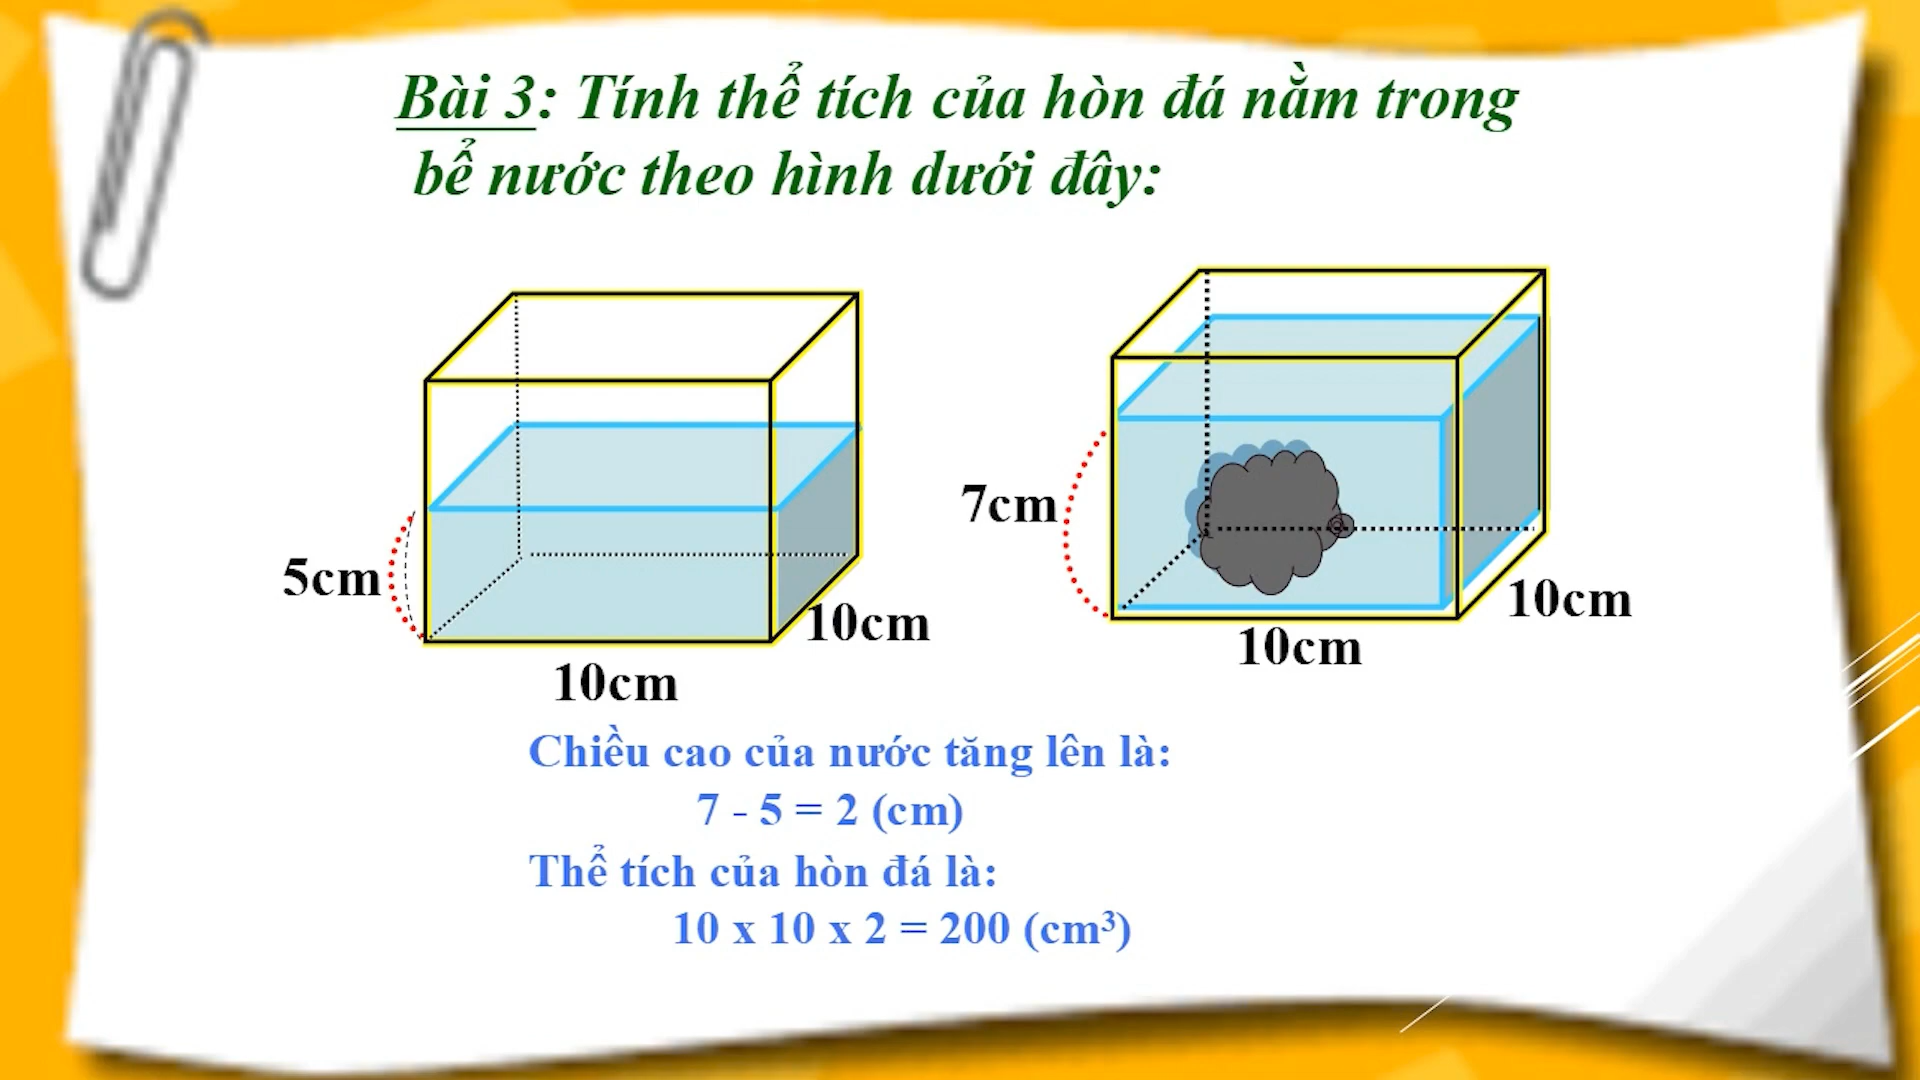 Bài 3: Tính thể tích của hòn đá nằm trong
bể nước theo hình dưới đây:
5cm
10cm
10cm
7cm
10cm
10cm
Chiều cao của nước tăng lên là:
7 - 5 = 2 (cm)
Thể tích của hòn đá là:
10 x 10 x 2 = 200 (cm³)